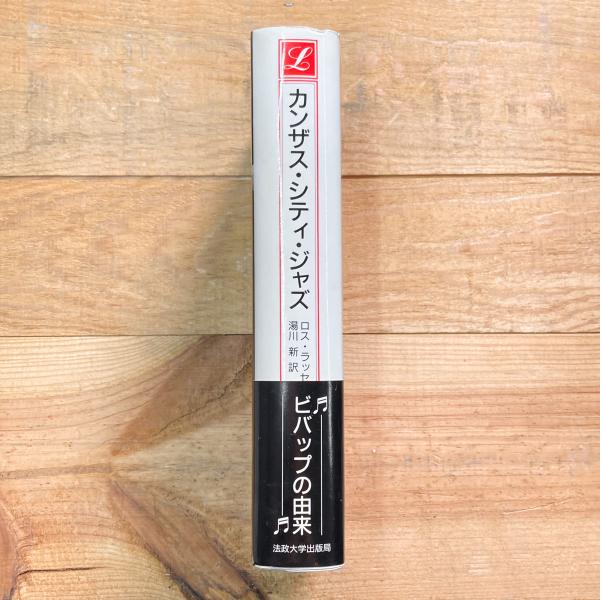 L
カンザス・シティ・ジャズ
ロス・ラッセ
湯川 新 訳
ビバップの由来
法政大学出版局